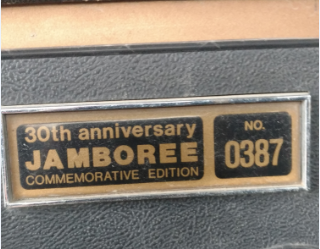 30th anniversary
JAMBOREE
COMMEMORATIVE EDITION
NO.
0387